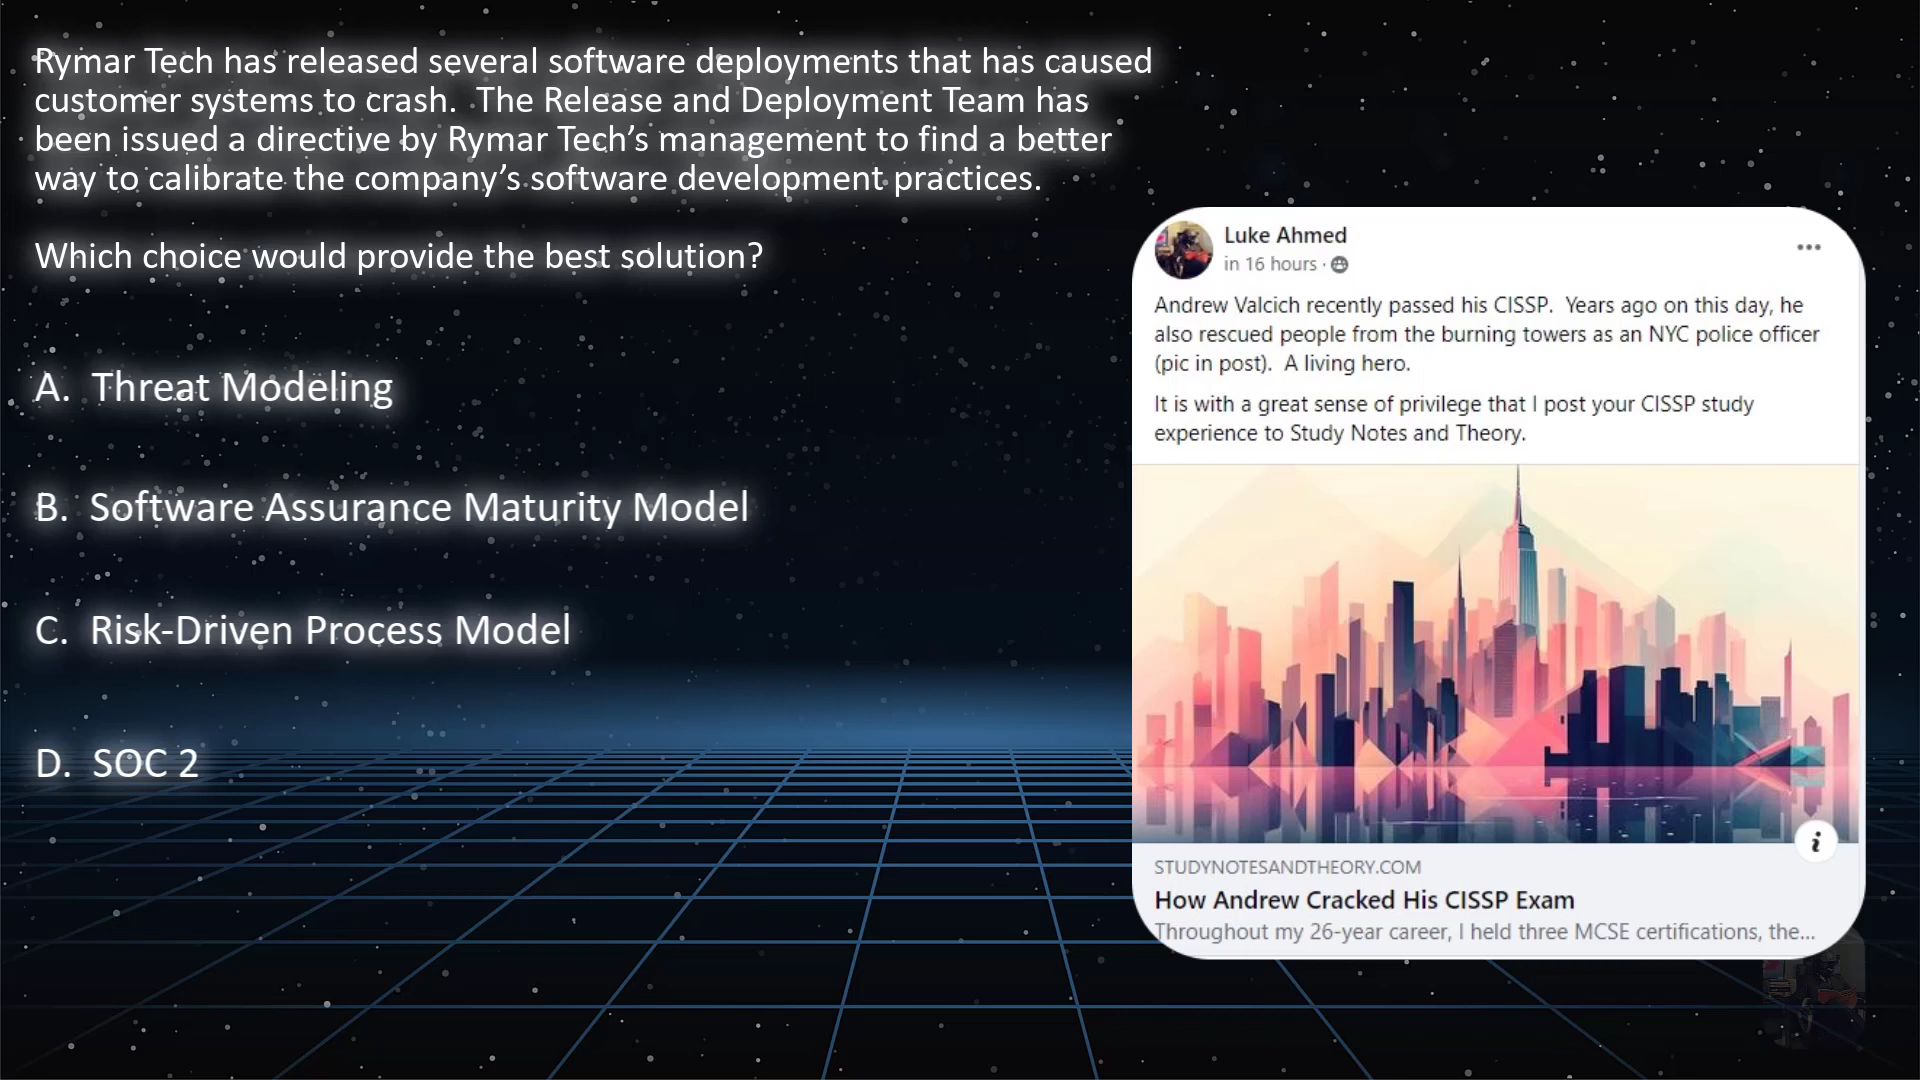 Rymar Tech has released several software deployments that has caused
customer systems to crash.  The Release and Deployment Team has
been issued a directive by Rymar Tech’s management to find a better
way to calibrate the company’s software development practices.
Which choice would provide the best solution?
A.  Threat Modeling
B.  Software Assurance Maturity Model
C.  Risk-Driven Process Model
D.  SOC 2
Luke Ahmed
in 16 hours ·
Andrew Valcich recently passed his CISSP.  Years ago on this day, he
also rescued people from the burning towers as an NYC police officer
(pic in post).  A living hero.
It is with a great sense of privilege that I post your CISSP study
experience to Study Notes and Theory.
i
STUDYNOTESANDTHEORY.COM
How Andrew Cracked His CISSP Exam
Throughout my 26-year career, I held three MCSE certifications, the...